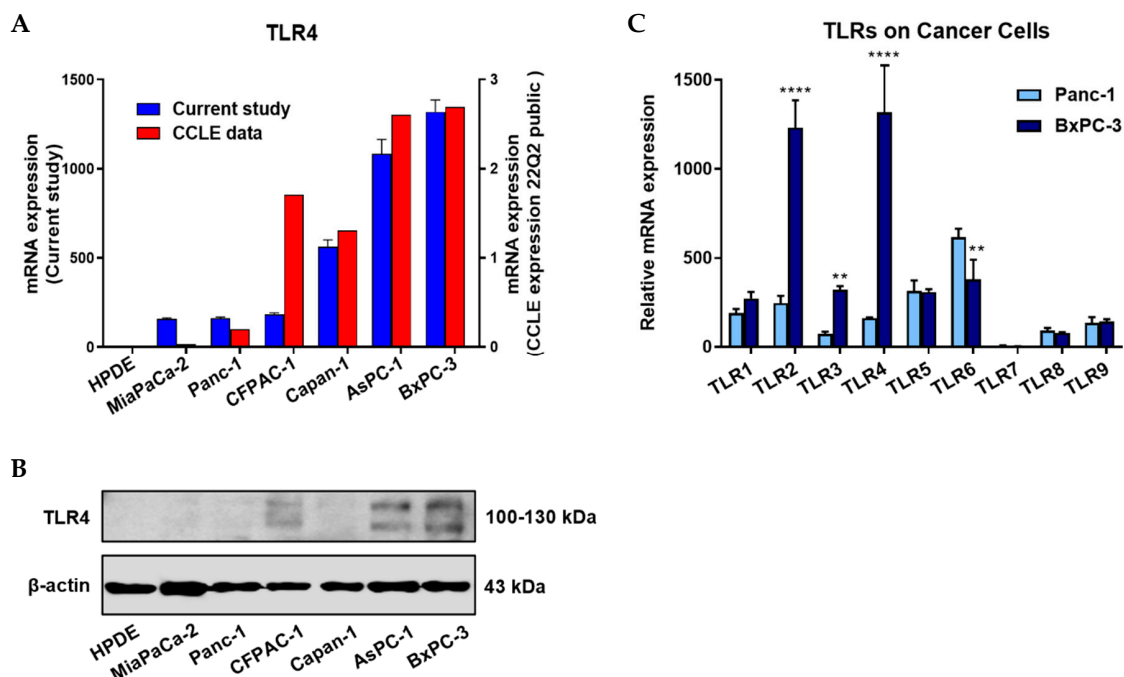 A
TLR4
mRNA expression
(Current study)
1500
1000
500
0
Current study
CCLE data
3
2
1
0
mRNA expression
(CCLE expression 22Q2 public )
HPDE
MiaPaCa-2
Panc-1
CFPAC-1
Capan-1
AsPC-1
BxPC-3
B
TLR4
100-130 kDa
β-actin
43 kDa
HPDE
MiaPaCa-2
Panc-1
CFPAC-1
Capan-1
AsPC-1
BxPC-3
C
TLRs on Cancer Cells
Relative mRNA expression
1500
1000
500
0
****
**
****
**
Panc-1
BxPC-3
TLR1
TLR2
TLR3
TLR4
TLR5
TLR6
TLR7
TLR8
TLR9